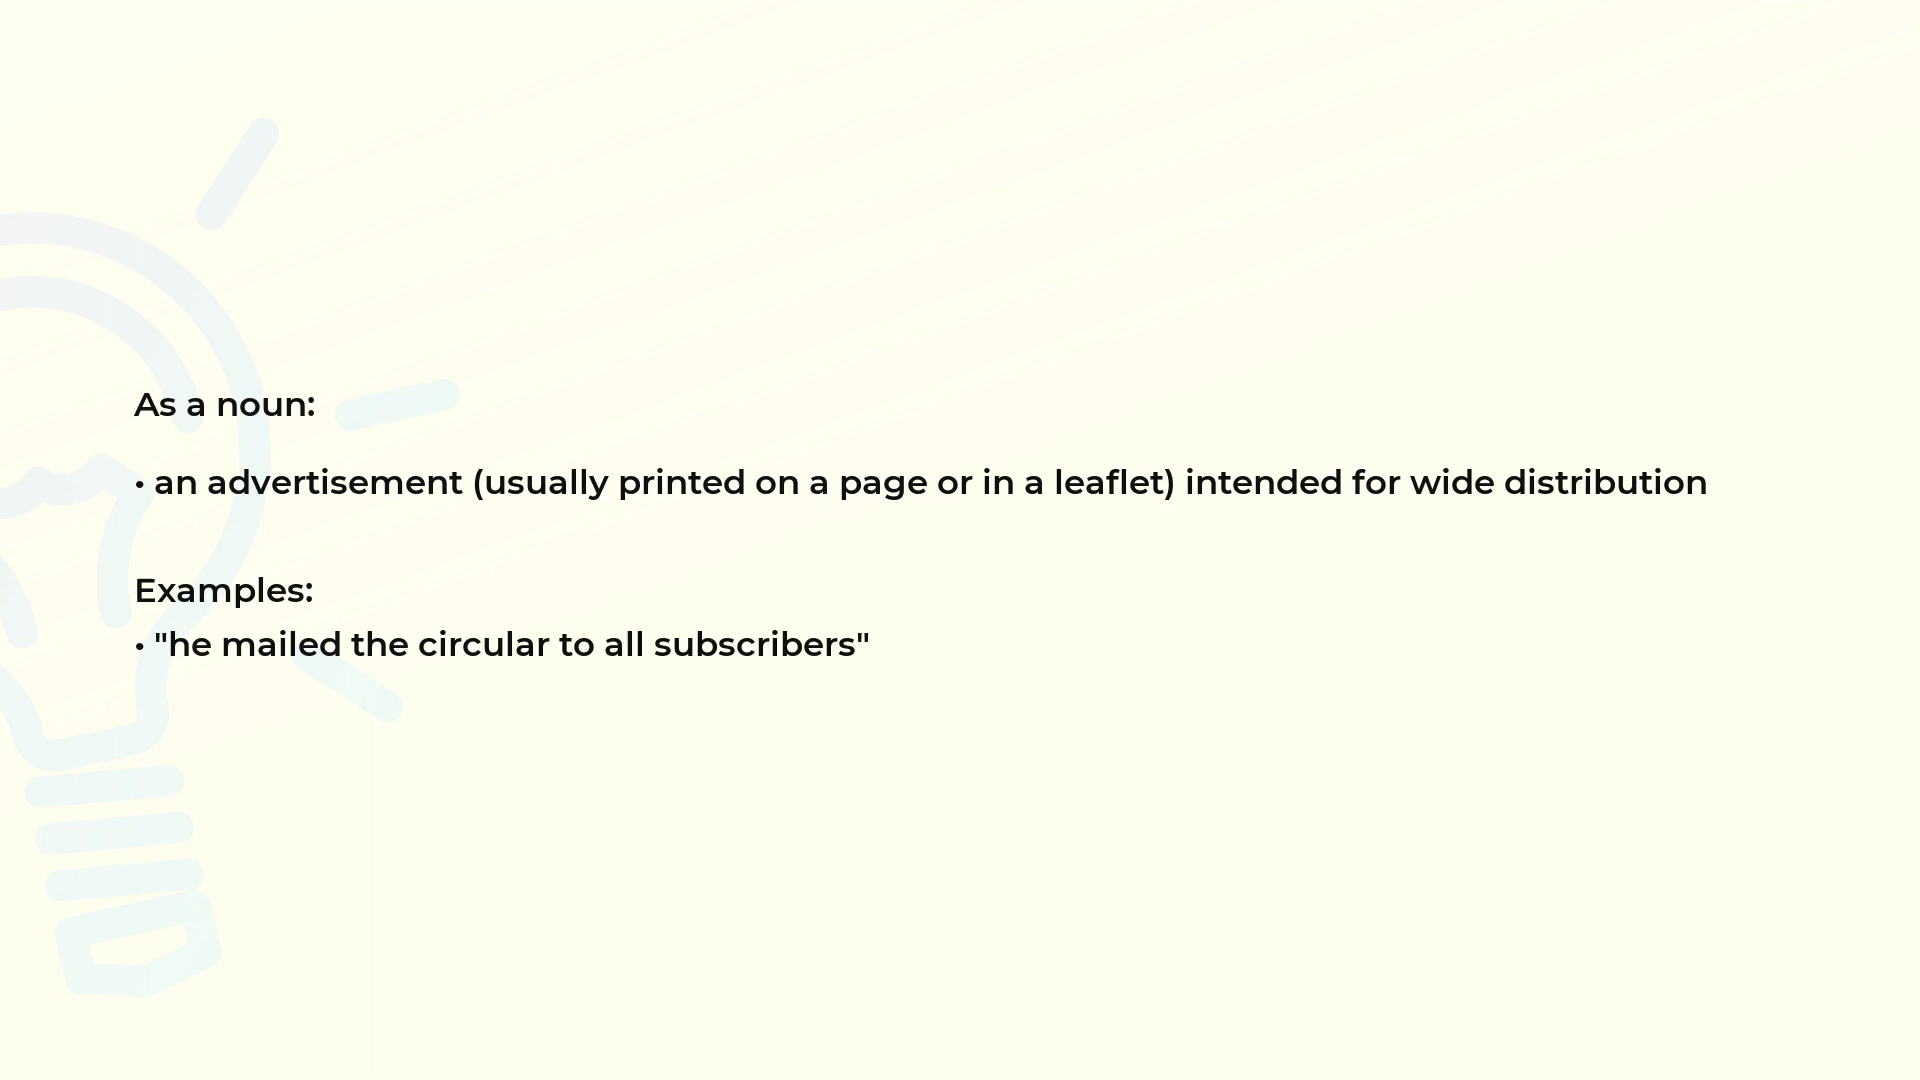 As a noun:
• an advertisement (usually printed on a page or in a leaflet) intended for wide distribution
Examples:
• "he mailed the circular to all subscribers"